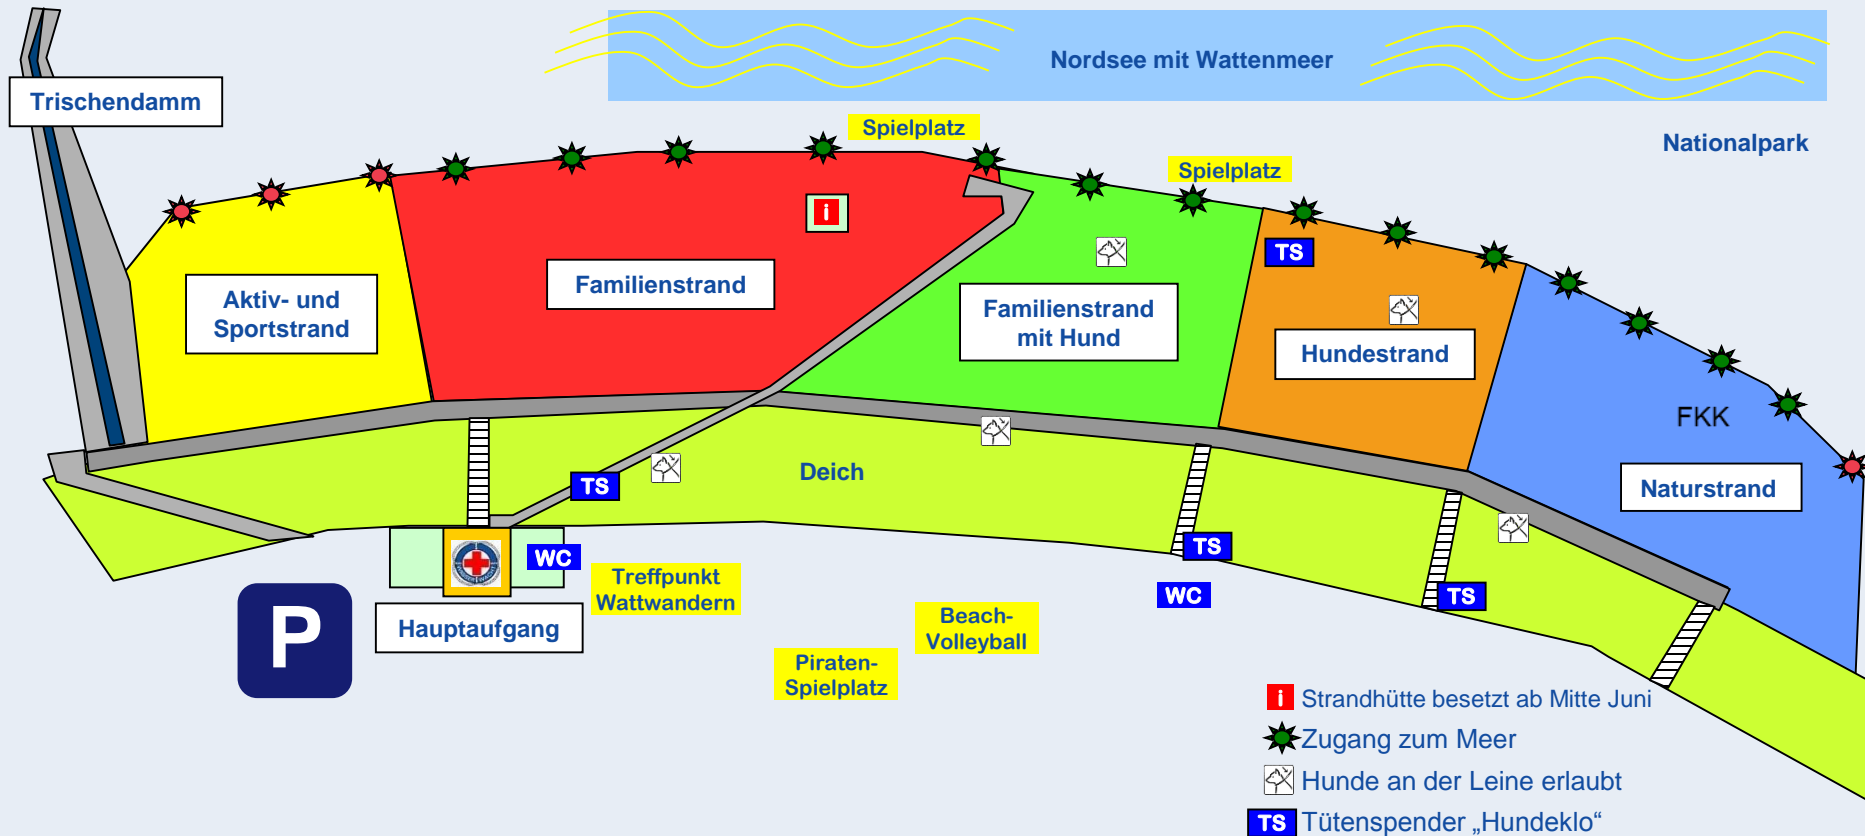 Nordsee mit Wattenmeer
Trischendamm
Spielplatz
Nationalpark
Spielplatz
i
TS
Aktiv- und
Sportstrand
Familienstrand
Familienstrand
mit Hund
Hundestrand
FKK
Naturstrand
Deich
TS
WC
TS
TS
WC
Treffpunkt
Wattwandern
P
Hauptaufgang
Beach-
Volleyball
Piraten-
Spielplatz
i Strandhütte besetzt ab Mitte Juni
Zugang zum Meer
Hunde an der Leine erlaubt
TS Tütenspender „Hundeklo“